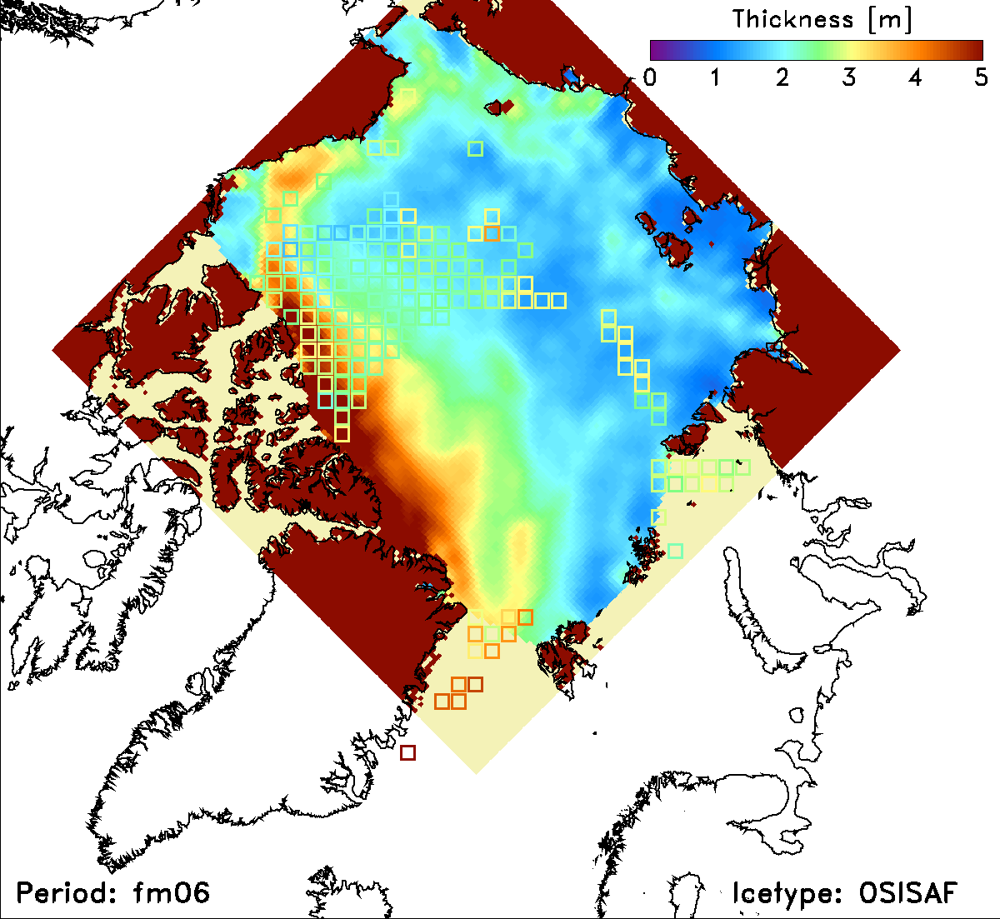 Thickness [m]
0 1 2 3 4 5
Period: fm06
Icetype: OSISAF